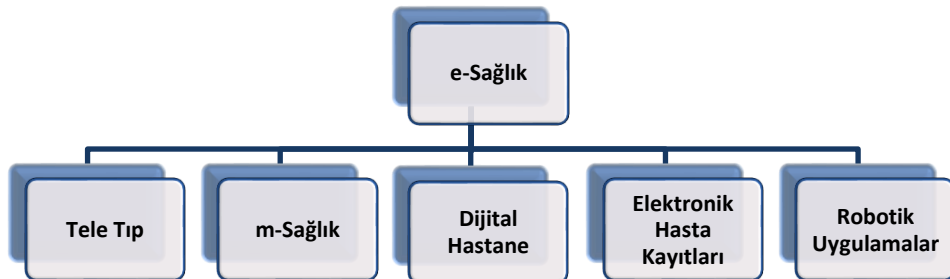 e-Sağlık
Tele Tıp
m-Sağlık
Dijital
Hastane
Elektronik
Hasta
Kayıtları
Robotik
Uygulamalar